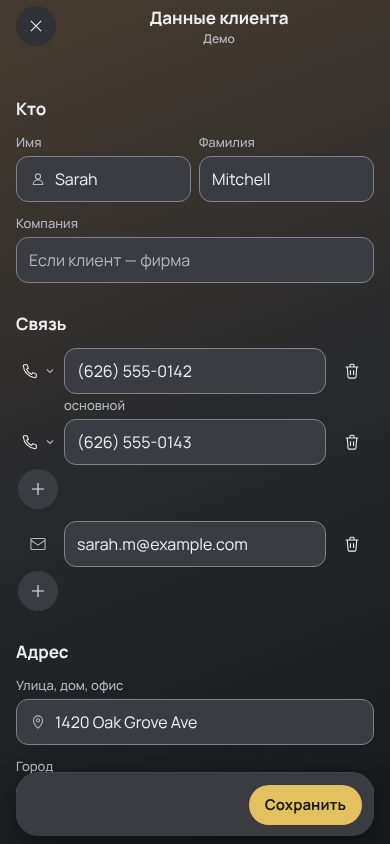 Данные клиента
Демо
Кто
Имя
Фамилия
Sarah
Mitchell
Компания
Если клиент — фирма
Связь
(626) 555-0142
основной
(626) 555-0143
sarah.m@example.com
Адрес
Улица, дом, офис
1420 Oak Grove Ave
Город
Сохранить